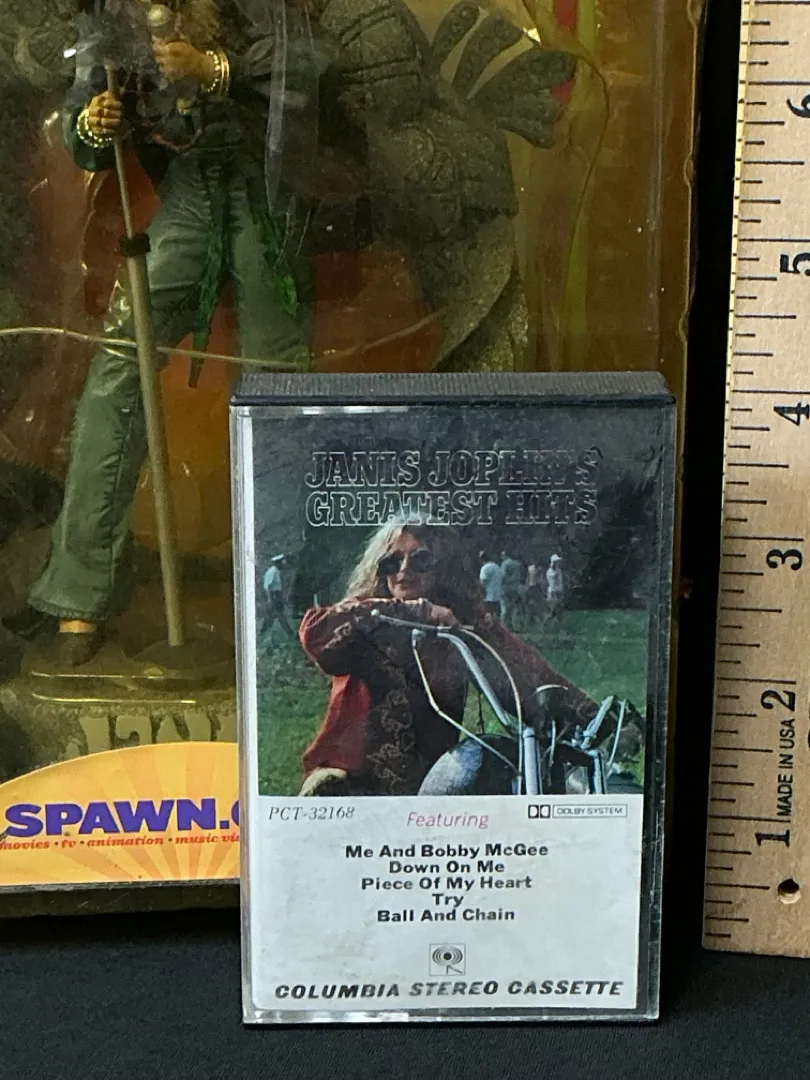 JANIS JOPLIN'S
GREATEST HITS
PCT-32168
Featuring
DOLBY SYSTEM
Me And Bobby McGee
Down On Me
Piece Of My Heart
Try
Ball And Chain
COLUMBIA STEREO CASSETTE
SPAWN.
movies • tv • animation • music
6
5
4
3
2
1
MADE IN USA